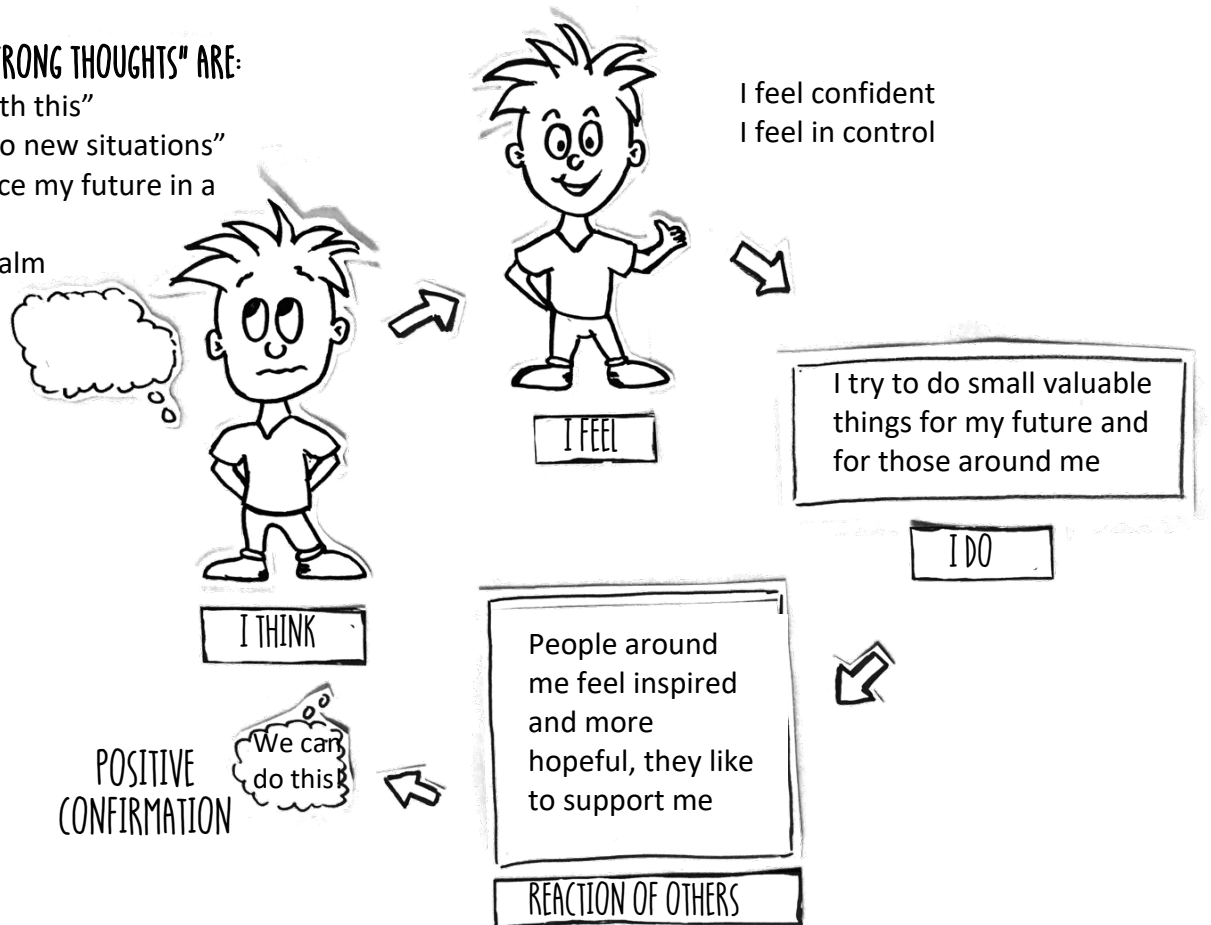 RONG THOUGHTS" ARE:
th this”
o new situations”
ce my future in a
alm
I feel confident
I feel in control
I FEEL
I try to do small valuable
things for my future and
for those around me
I DO
I THINK
People around
me feel inspired
and more
hopeful, they like
to support me
REACTION OF OTHERS
We can
do this!
POSITIVE
CONFIRMATION